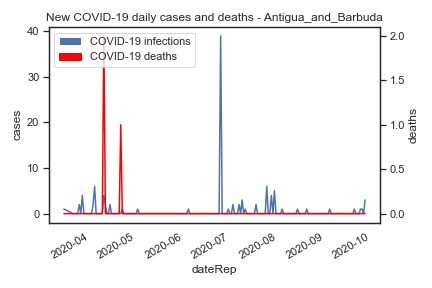 New COVID-19 daily cases and deaths - Antigua_and_Barbuda
COVID-19 infections
COVID-19 deaths
40
30
20
10
0
cases
2.0
1.5
1.0
0.5
0.0
deaths
2020-04
2020-05
2020-06
2020-07
2020-08
2020-09
2020-10
dateRep